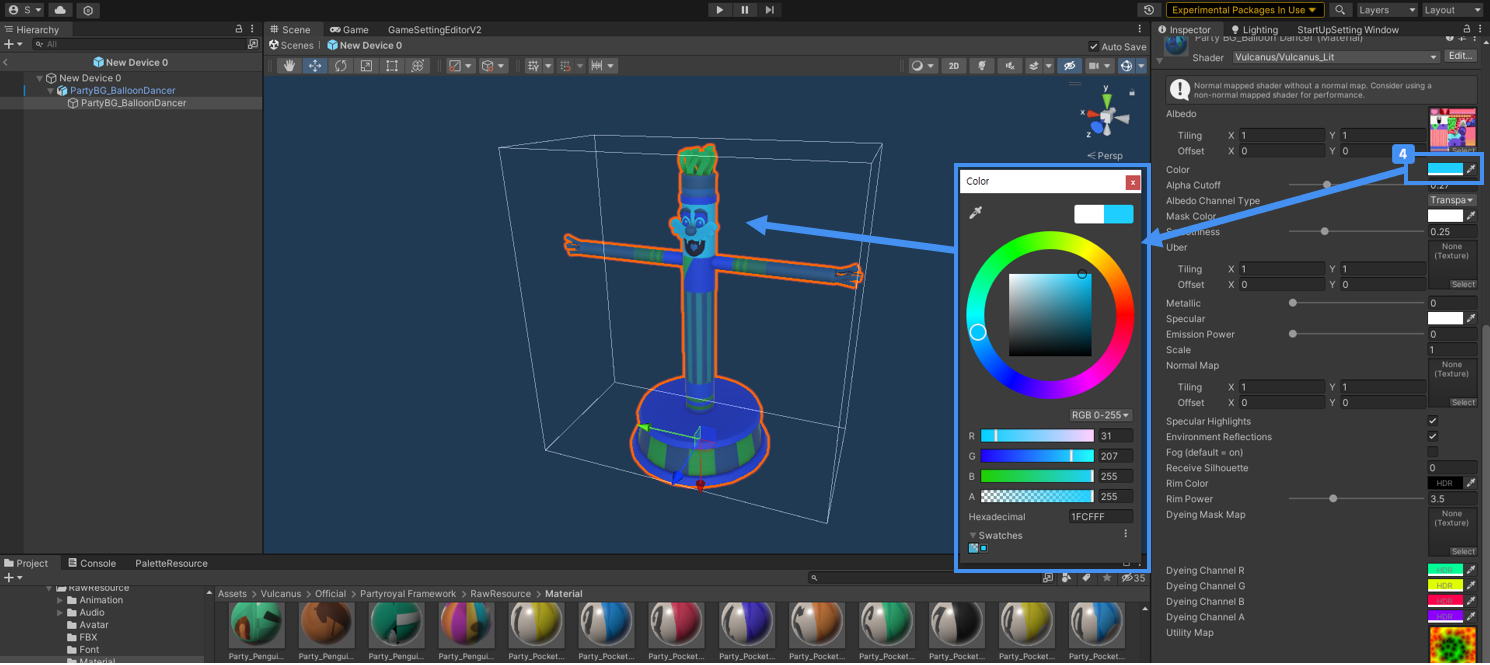 S
Experimental Packages In Use
Layers
Layout
Hierarchy
All
New Device 0
New Device 0
PartyBG_BalloonDancer
PartyBG_BalloonDancer
Scene
Game
GameSettingEditorV2
Scenes
New Device 0
Auto Save
2D
y
x
z
Persp
Color
RGB 0-255
R
31
G
207
B
255
A
255
Hexadecimal
1FCFFF
Swatches
4
Inspector
Lighting
StartUpSetting Window
Party BG_Balloon Dancer (Material)
Shader
Vulcanus/Vulcanus_Lit
Edit...
Normal mapped shader without a normal map. Consider using a
non-normal mapped shader for performance.
Albedo
Tiling X 1 Y 1
Offset X 0 Y 0
Select
Color
Alpha Cutoff
0.27
Albedo Channel Type
Transpa
Mask Color
Smoothness
0.25
Uber
None
(Texture)
Tiling X 1 Y 1
Offset X 0 Y 0
Select
Metallic
0
Specular
Emission Power
0
Scale
1
Normal Map
None
(Texture)
Tiling X 1 Y 1
Offset X 0 Y 0
Select
Specular Highlights
Environment Reflections
Fog (default = on)
Receive Silhouette
0
Rim Color
HDR
Rim Power
3.5
Dyeing Mask Map
None
(Texture)
Select
Dyeing Channel R
HDR
Dyeing Channel G
HDR
Dyeing Channel B
HDR
Dyeing Channel A
HDR
Utility Map
Project
Console
PaletteResource
35
RawResource
Animation
Audio
Avatar
FBX
Font
Material
Assets > Vulcanus > Official > Partyroyal Framework > RawResource > Material
Party_Pengui...
Party_Pengui...
Party_Pengui...
Party_Pengui...
Party_Pocket...
Party_Pocket...
Party_Pocket...
Party_Pocket...
Party_Pocket...
Party_Pocket...
Party_Pocket...
Party_Pocket...
Party_Pocket...